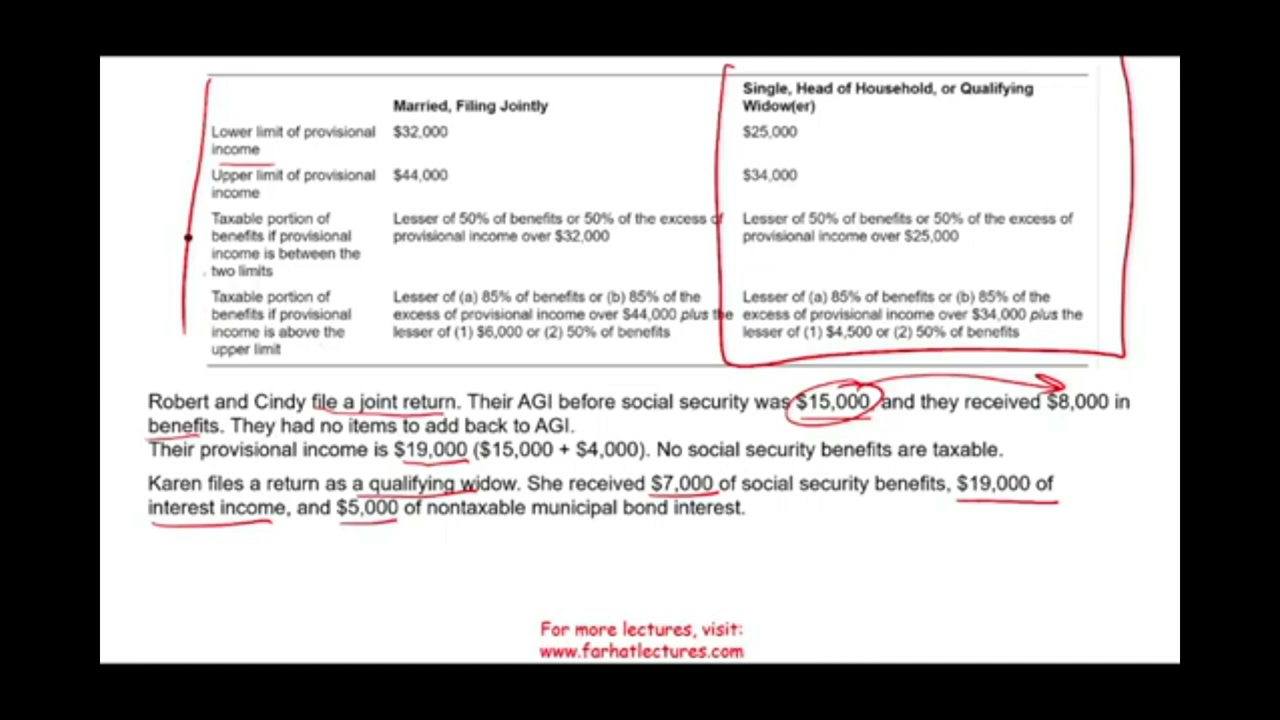 Married, Filing Jointly
Single, Head of Household, or Qualifying
Widow(er)
Lower limit of provisional
income
$32,000
$25,000
Upper limit of provisional
income
$44,000
$34,000
Taxable portion of
benefits if provisional
income is between the
two limits
Lesser of 50% of benefits or 50% of the excess of
provisional income over $32,000
Lesser of 50% of benefits or 50% of the excess of
provisional income over $25,000
Taxable portion of
benefits if provisional
income is above the
upper limit
Lesser of (a) 85% of benefits or (b) 85% of the
excess of provisional income over $44,000 plus the
lesser of (1) $6,000 or (2) 50% of benefits
Lesser of (a) 85% of benefits or (b) 85% of the
excess of provisional income over $34,000 plus the
lesser of (1) $4,500 or (2) 50% of benefits
Robert and Cindy file a joint return. Their AGI before social security was $15,000, and they received $8,000 in
benefits. They had no items to add back to AGI.
Their provisional income is $19,000 ($15,000 + $4,000). No social security benefits are taxable.
Karen files a return as a qualifying widow. She received $7,000 of social security benefits, $19,000 of
interest income, and $5,000 of nontaxable municipal bond interest.
For more lectures, visit:
www.farhatlectures.com